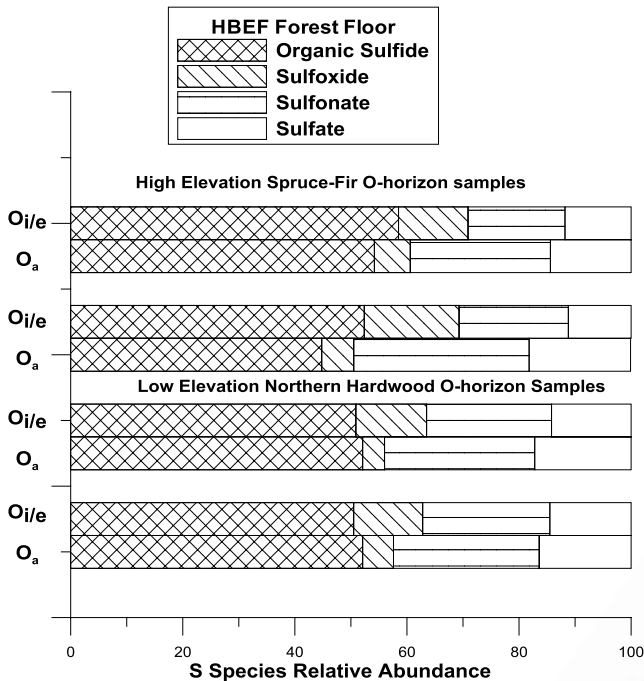 HBEF Forest Floor
Organic Sulfide
Sulfoxide
Sulfonate
Sulfate
High Elevation Spruce-Fir O-horizon samples
Oi/e
Oa
Oi/e
Oa
Low Elevation Northern Hardwood O-horizon Samples
Oi/e
Oa
Oi/e
Oa
0 20 40 60 80 100
S Species Relative Abundance